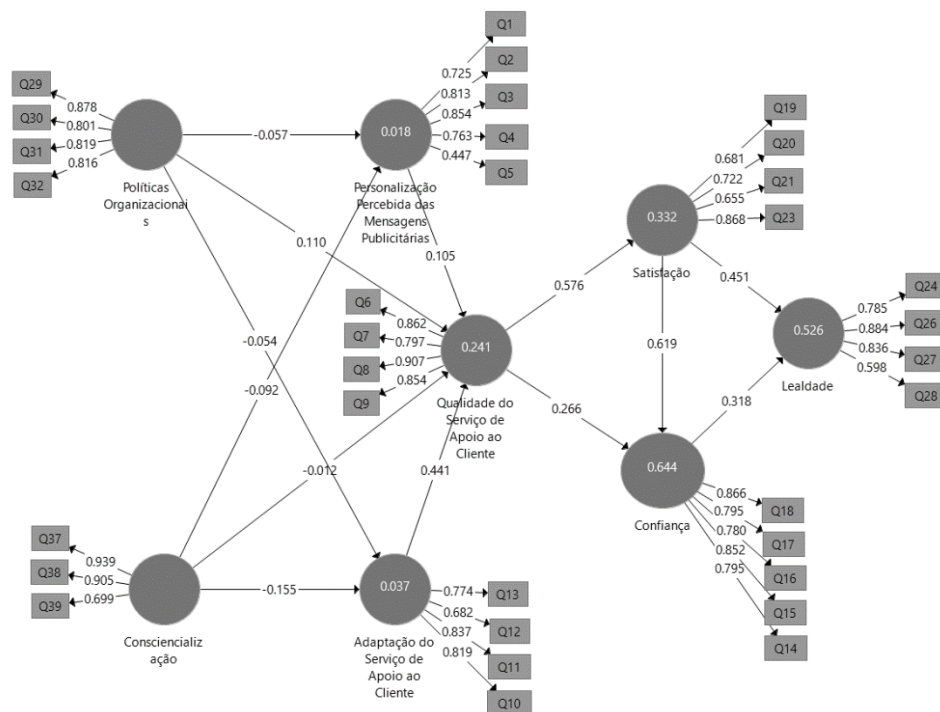 Q1
0.725
Q2
0.813
Q3
0.854
Q4
0.763
Q5
0.447
Q29
0.878
Q30
0.801
Q31
0.819
Q32
0.816
Políticas
Organizacionai
s
-0.057
0.018
Personalização
Percebida das
Mensagens
Publicitárias
0.110
0.105
-0.054
-0.092
Q6
0.862
Q7
0.797
Q8
0.907
Q9
0.854
0.241
Qualidade do
Serviço de
Apoio ao
Cliente
-0.012
0.441
0.576
0.266
Q19
0.681
Q20
0.722
Q21
0.655
Q23
0.868
0.332
Satisfação
0.451
0.619
0.318
Q24
0.785
Q26
0.884
Q27
0.836
Q28
0.598
0.526
Lealdade
0.644
Confiança
0.866
Q18
0.795
Q17
0.780
Q16
0.852
Q15
0.795
Q14
Q37
0.939
Q38
0.905
Q39
0.699
Consciencializ
ação
-0.155
0.037
Adaptação do
Serviço de
Apoio ao
Cliente
0.774
Q13
0.682
Q12
0.837
Q11
0.819
Q10